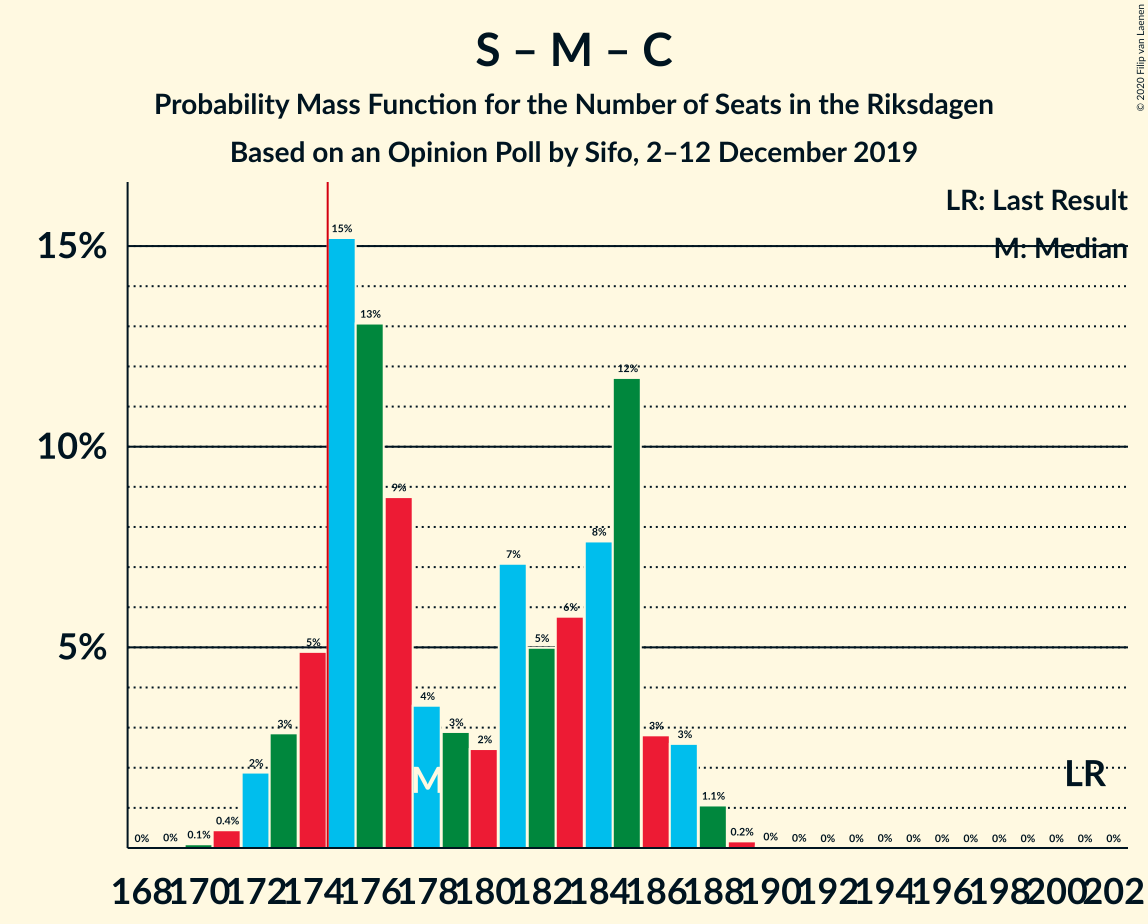 © 2020 Filip van Laenen
S – M – C
Probability Mass Function for the Number of Seats in the Riksdagen
Based on an Opinion Poll by Sifo, 2–12 December 2019
LR: Last Result
M: Median
15%
10%
5%
0% 0% 0.1% 0.4% 2% 3% 5% 15% 13% 9% 4% 3% 2% 7% 5% 6% 8% 12% 3% 3% 1.1% 0.2% 0% 0% 0% 0% 0% 0% 0% 0% 0% 0% 0% 0% 0%
M
LR
168 170 172 174 176 178 180 182 184 186 188 190 192 194 196 198 200 202